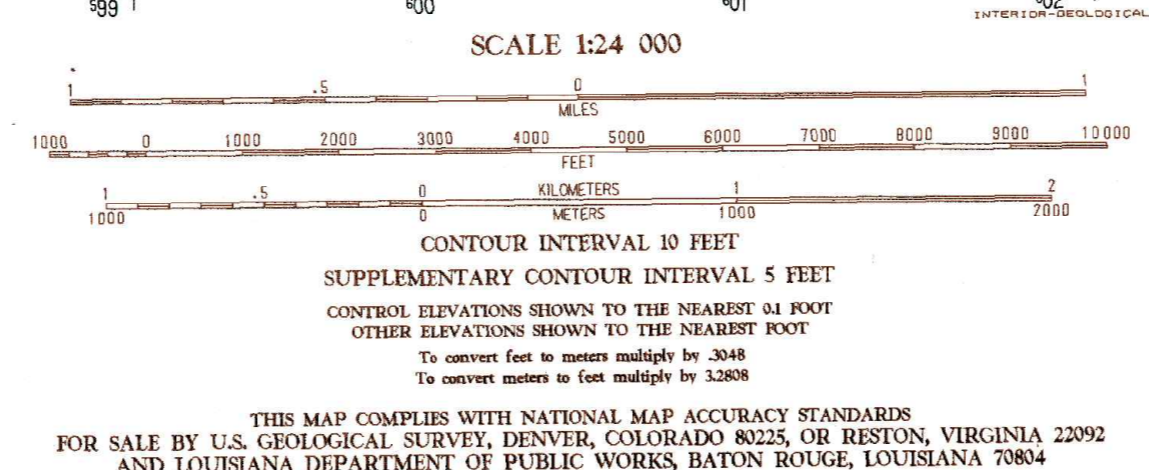 599 600 601 602
INTERIOR-GEOLOGICAL
SCALE 1:24 000
1 .5 0 1
MILES
1000 0 1000 2000 3000 4000 5000 6000 7000 8000 9000 10000
FEET
1 .5 0 KILOMETERS 1 2
1000 0 METERS 1000 2000
CONTOUR INTERVAL 10 FEET
SUPPLEMENTARY CONTOUR INTERVAL 5 FEET
CONTROL ELEVATIONS SHOWN TO THE NEAREST 0.1 FOOT
OTHER ELEVATIONS SHOWN TO THE NEAREST FOOT
To convert feet to meters multiply by .3048
To convert meters to feet multiply by 3.2808
THIS MAP COMPLIES WITH NATIONAL MAP ACCURACY STANDARDS
FOR SALE BY U.S. GEOLOGICAL SURVEY, DENVER, COLORADO 80225, OR RESTON, VIRGINIA 22092
AND LOUISIANA DEPARTMENT OF PUBLIC WORKS, BATON ROUGE, LOUISIANA 70804